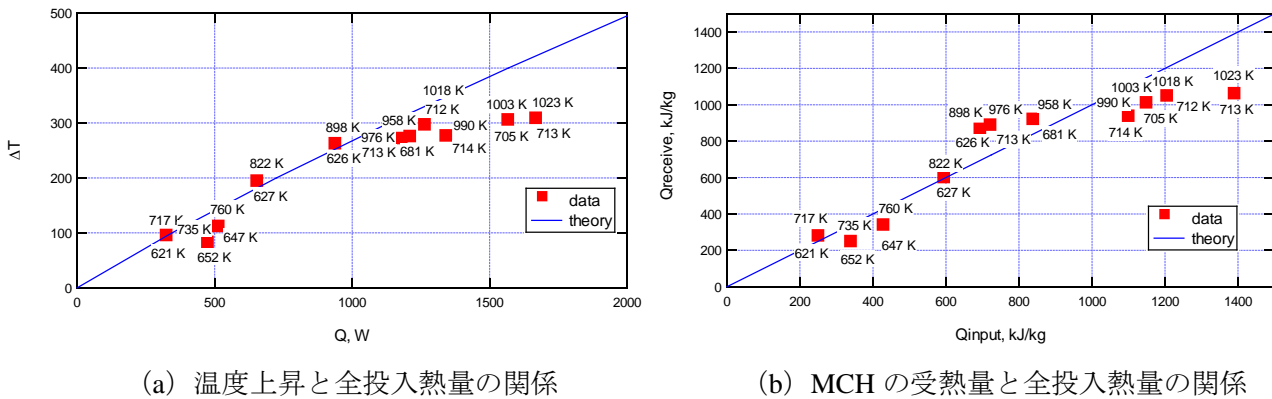 500
400
300
200
100
0
ΔT
1018 K
898 K
958 K
712 K
1003 K
1023 K
976 K
990 K
626 K
713 K
681 K
714 K
705 K
713 K
822 K
627 K
717 K
760 K
735 K
621 K
647 K
652 K
data
theory
0
500
1000
1500
2000
Q, W
(a) 温度上昇と全投入熱量の関係
1400
1200
1000
800
600
400
200
0
Qreceive, kJ/kg
1018 K
1023 K
1003 K
898 K
976 K
958 K
990 K
712 K
713 K
626 K
713 K
681 K
714 K
705 K
822 K
627 K
717 K
760 K
735 K
621 K
647 K
652 K
data
theory
0
200
400
600
800
1000
1200
1400
Qinput, kJ/kg
(b) MCH の受熱量と全投入熱量の関係